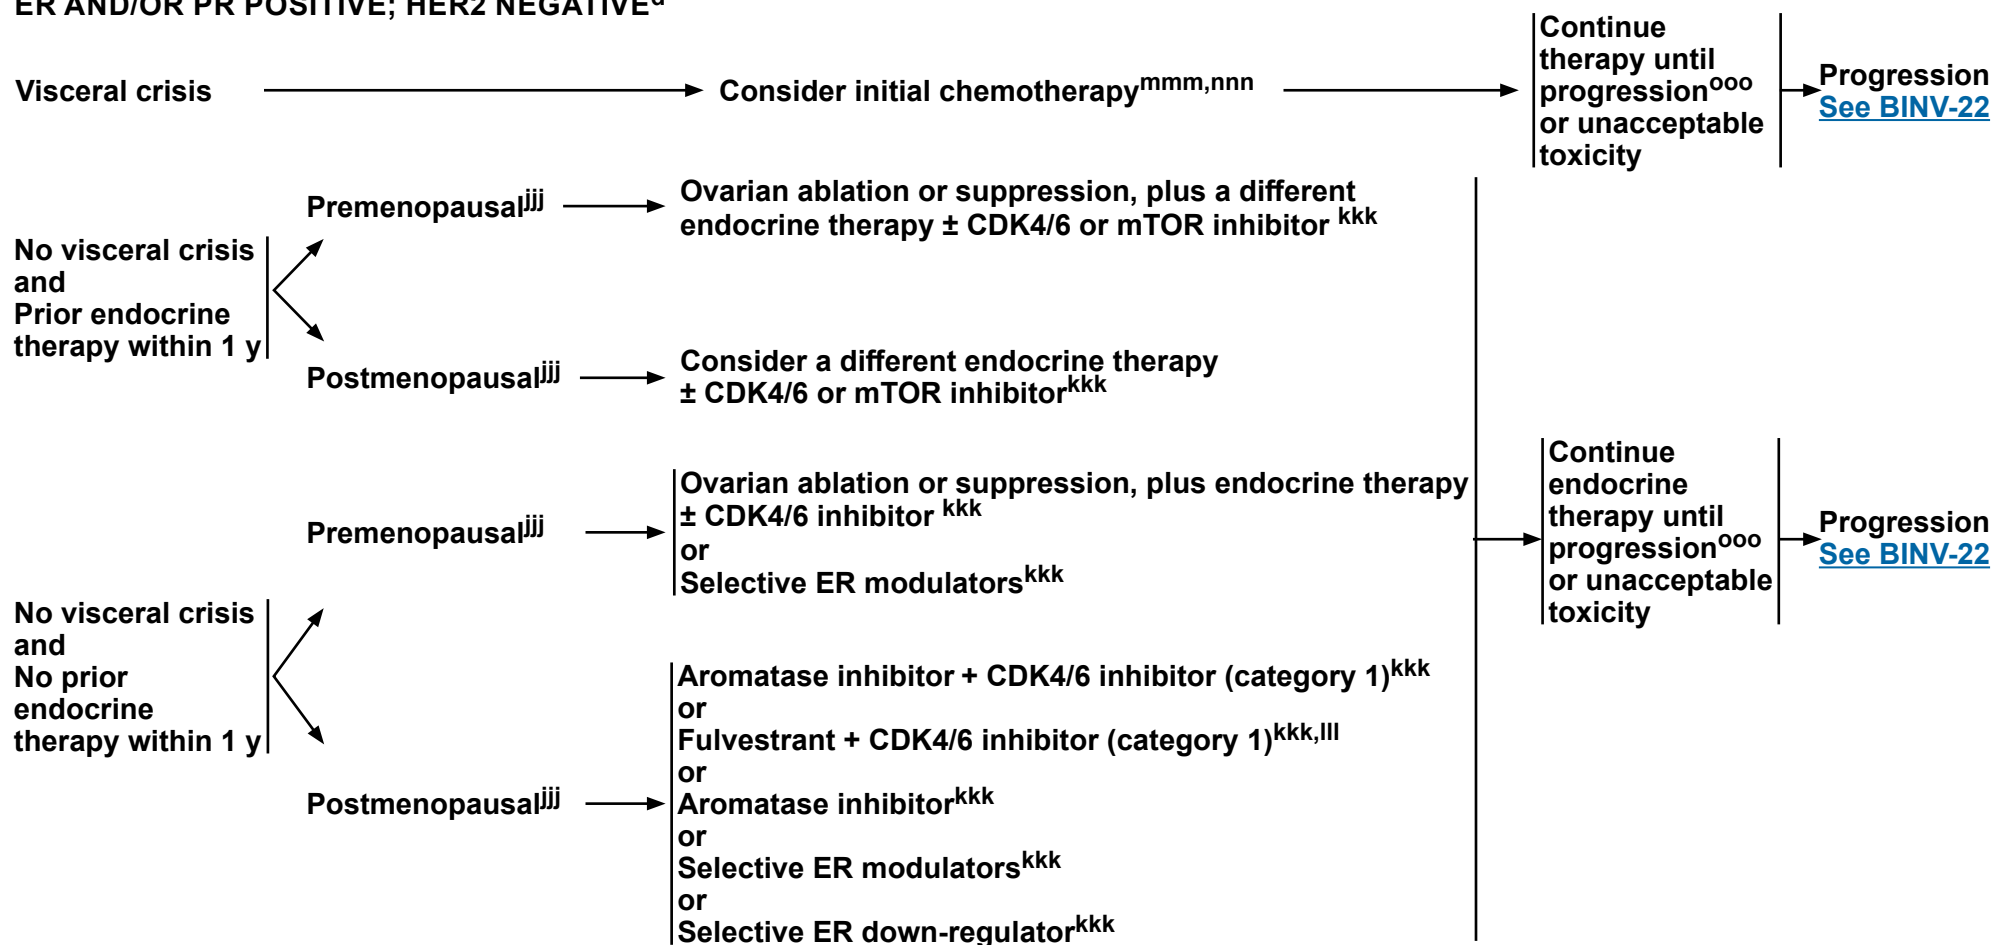 ER AND/OR PR POSITIVE; HER2 NEGATIVEd
Visceral crisis
Consider initial chemotherapymmm,nnn
Continue
therapy until
progressionooo
or unacceptable
toxicity
Progression
See BINV-22
No visceral crisis
and
Prior endocrine
therapy within 1 y
Premenopausaljjj
Ovarian ablation or suppression, plus a different
endocrine therapy ± CDK4/6 or mTOR inhibitor kkk
Postmenopausaljjj
Consider a different endocrine therapy
± CDK4/6 or mTOR inhibitorkkk
No visceral crisis
and
No prior
endocrine
therapy within 1 y
Premenopausaljjj
Ovarian ablation or suppression, plus endocrine therapy
± CDK4/6 inhibitor kkk
or
Selective ER modulatorskkk
Postmenopausaljjj
Aromatase inhibitor + CDK4/6 inhibitor (category 1)kkk
or
Fulvestrant + CDK4/6 inhibitor (category 1)kkk,lll
or
Aromatase inhibitorkkk
or
Selective ER modulatorskkk
or
Selective ER down-regulatorkkk
Continue
endocrine
therapy until
progressionooo
or unacceptable
toxicity
Progression
See BINV-22